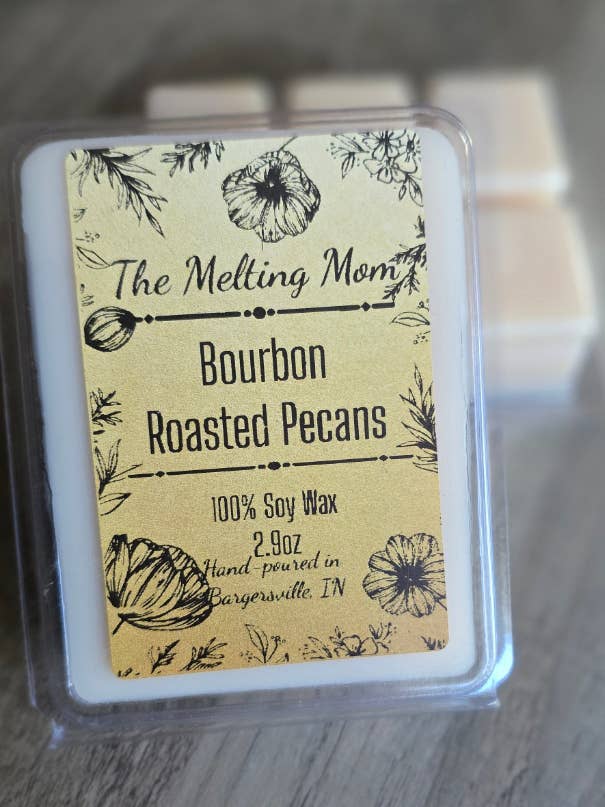 The Melting Mom
Bourbon
Roasted Pecans
100% Soy Wax
2.9oz
Hand-poured in
Bargersville, IN